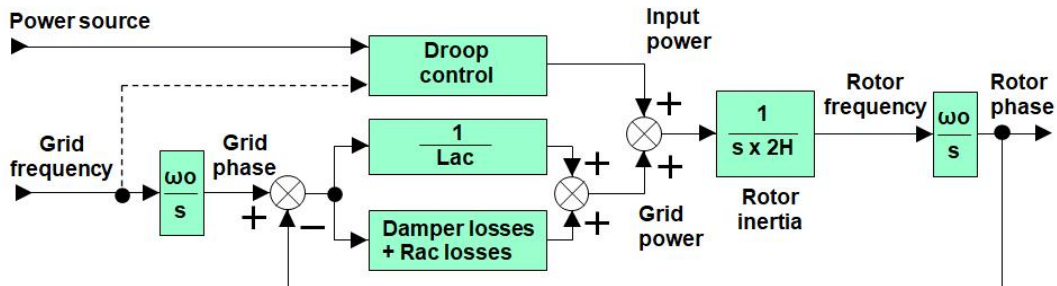 Power source
Droop
control
Input
power
+
+
Grid
frequency
ωo
s
Grid
phase
+
−
1
Lac
Damper losses
+ Rac losses
+
+
Grid
power
1
s x 2H
Rotor
inertia
Rotor
frequency
ωo
s
Rotor
phase